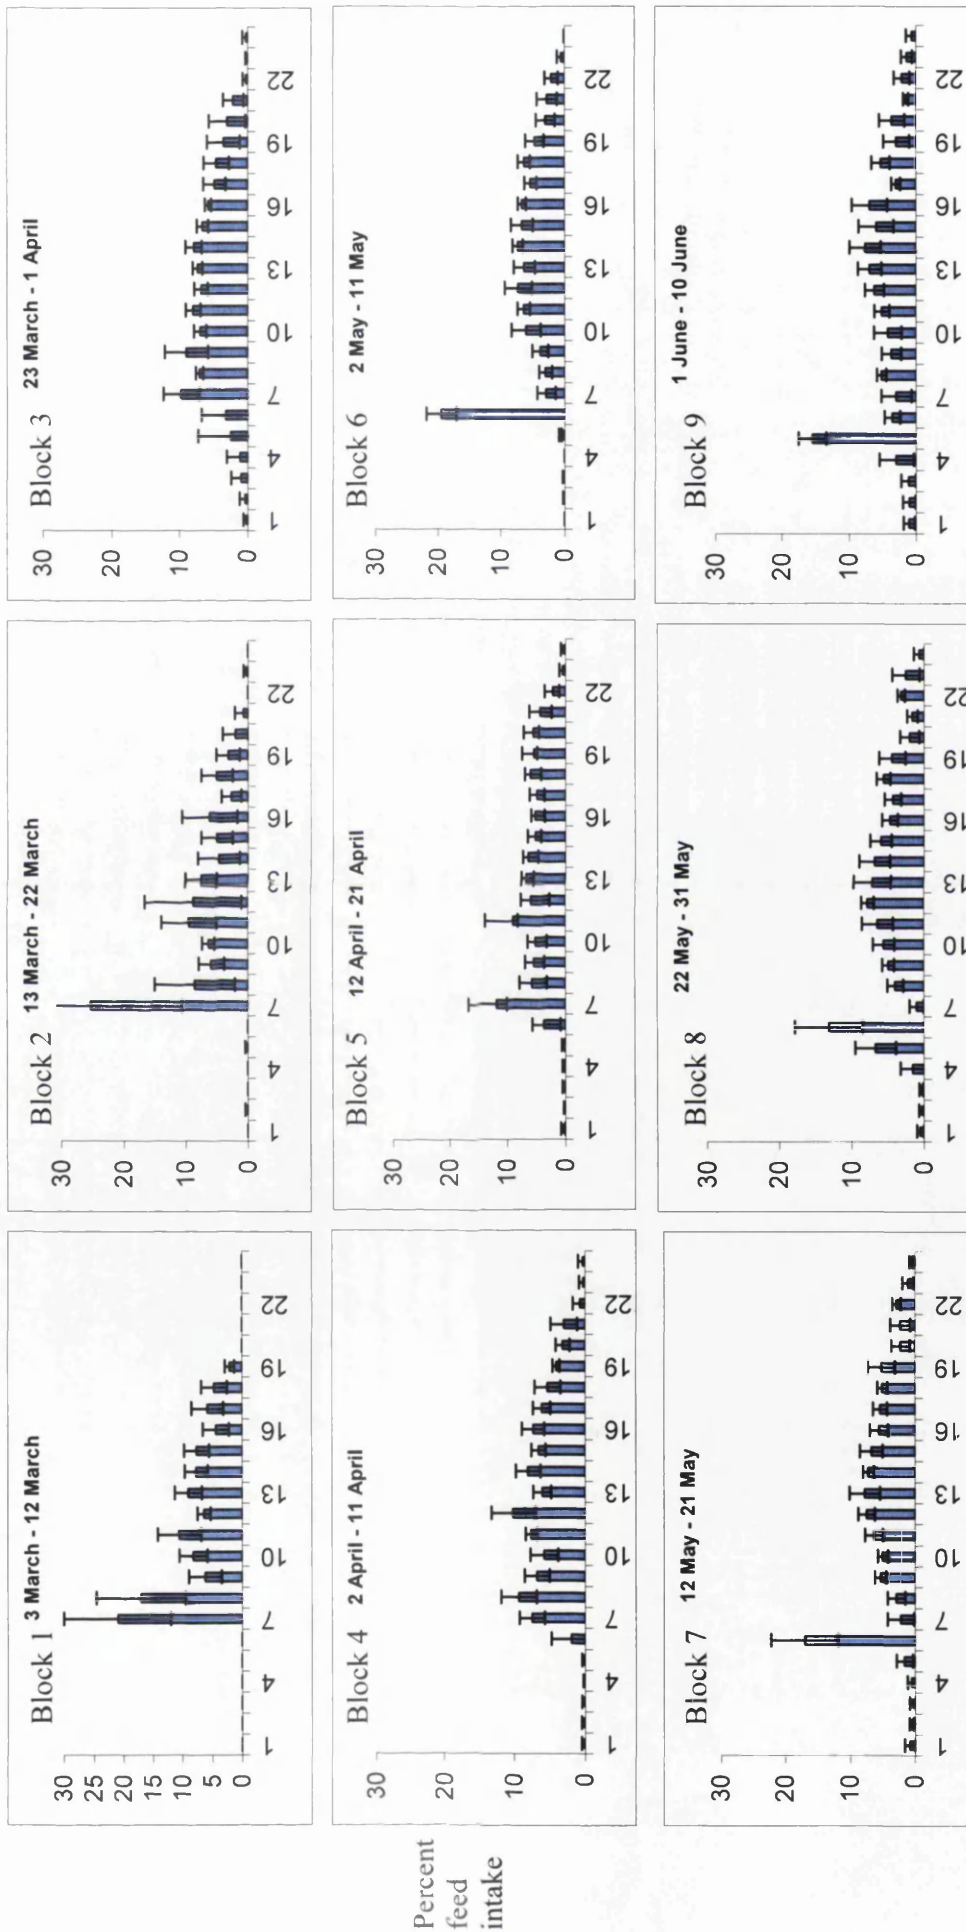 Percent
feed
intake
Block 1 3 March - 12 March
30
25
20
15
10
5
0
1 4 7 10 13 16 19 22
Block 2 13 March - 22 March
30
20
10
0
1 4 7 10 13 16 19 22
Block 3 23 March - 1 April
30
20
10
0
1 4 7 10 13 16 19 22
Block 4 2 April - 11 April
30
20
10
0
1 4 7 10 13 16 19 22
Block 5 12 April - 21 April
30
20
10
0
1 4 7 10 13 16 19 22
Block 6 2 May - 11 May
30
20
10
0
1 4 7 10 13 16 19 22
Block 7 12 May - 21 May
30
20
10
0
1 4 7 10 13 16 19 22
Block 8 22 May - 31 May
30
20
10
0
1 4 7 10 13 16 19 22
Block 9 1 June - 10 June
30
20
10
0
1 4 7 10 13 16 19 22